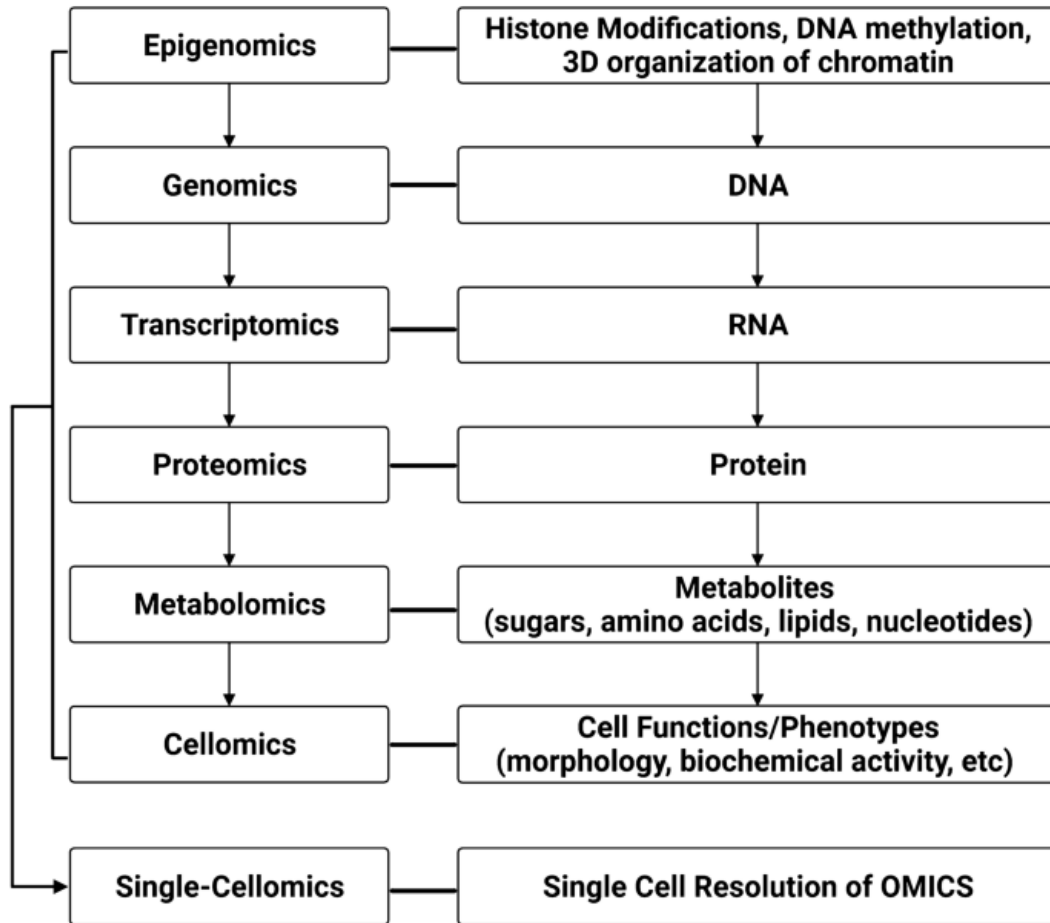 Epigenomics
Histone Modifications, DNA methylation,
3D organization of chromatin
Genomics
DNA
Transcriptomics
RNA
Proteomics
Protein
Metabolomics
Metabolites
(sugars, amino acids, lipids, nucleotides)
Cellomics
Cell Functions/Phenotypes
(morphology, biochemical activity, etc)
Single-Cellomics
Single Cell Resolution of OMICS